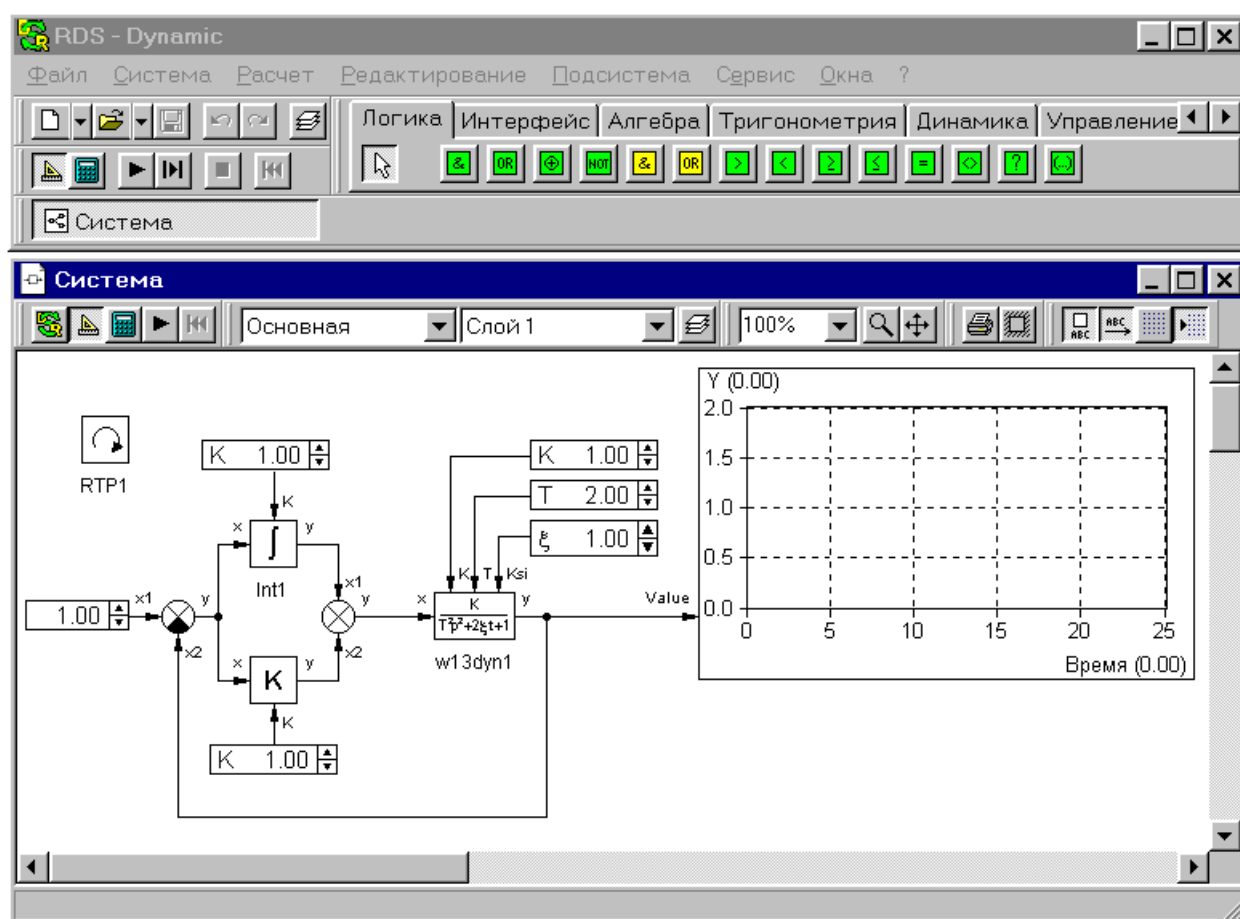 RDS - Dynamic
Файл Система Расчет Редактирование Подсистема Сервис Окна ?
Логика Интерфейс Алгебра Тригонометрия Динамика Управление
& OR ⊕ NOT & OR > < ≥ ≤ = <> ? (...)
Система
Система
Основная Слой 1 100% ABC ABC
RTP1
K 1.00
K
x y
∫
Int1
1.00 x1 y
x2
x y
K
K
K 1.00
x1
y
x2
K 1.00
T 2.00
ξ 1.00
K T Ksi
x y
K
T²p²+2ξt+1
w13dyn1
Value
Y (0.00)
2.0
1.5
1.0
0.5
0.0
0 5 10 15 20 25
Время (0.00)